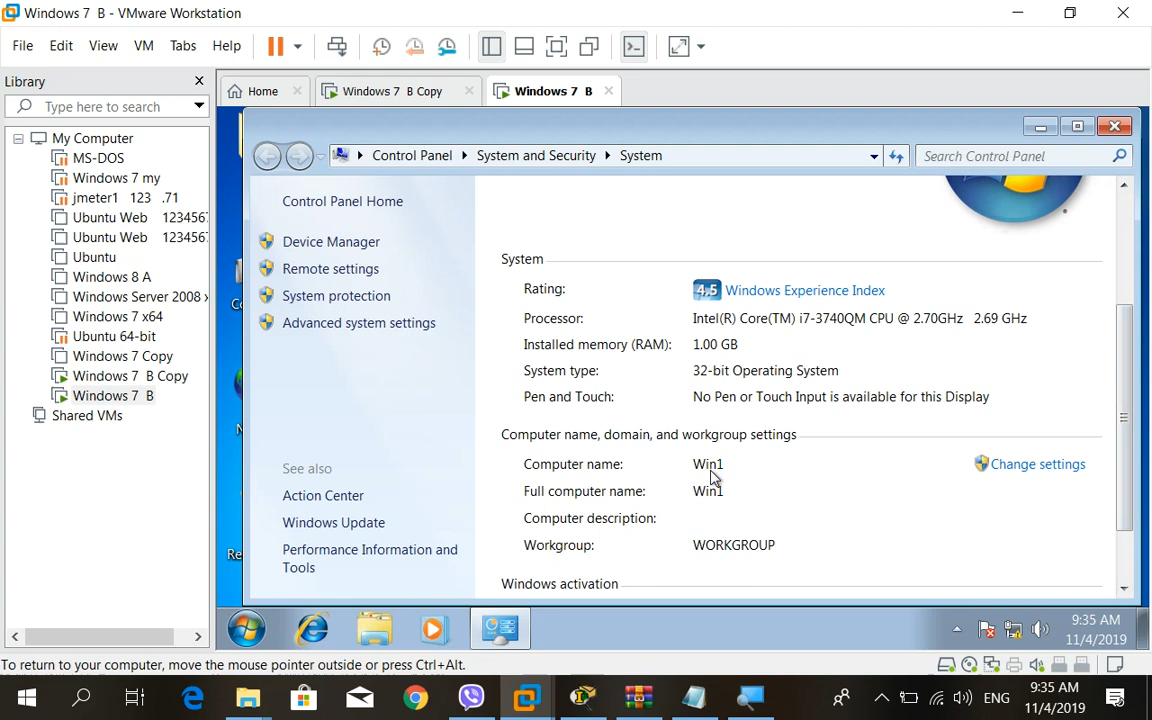 Windows 7 B - VMware Workstation
File Edit View VM Tabs Help
Library
Type here to search
My Computer
MS-DOS
Windows 7 my
jmeter1 123 .71
Ubuntu Web 123456
Ubuntu Web 123456
Ubuntu
Windows 8 A
Windows Server 2008
Windows 7 x64
Ubuntu 64-bit
Windows 7 Copy
Windows 7 B Copy
Windows 7 B
Shared VMs
Home
Windows 7 B Copy
Windows 7 B
Control Panel
System and Security
System
Search Control Panel
Control Panel Home
Device Manager
Remote settings
System protection
Advanced system settings
See also
Action Center
Windows Update
Performance Information and
Tools
System
Rating: 4,5 Windows Experience Index
Processor: Intel(R) Core(TM) i7-3740QM CPU @ 2.70GHz 2.69 GHz
Installed memory (RAM): 1.00 GB
System type: 32-bit Operating System
Pen and Touch: No Pen or Touch Input is available for this Display
Computer name, domain, and workgroup settings
Computer name: Win1
Change settings
Full computer name: Win1
Computer description:
Workgroup: WORKGROUP
Windows activation
9:35 AM
11/4/2019
To return to your computer, move the mouse pointer outside or press Ctrl+Alt.
ENG
9:35 AM
11/4/2019